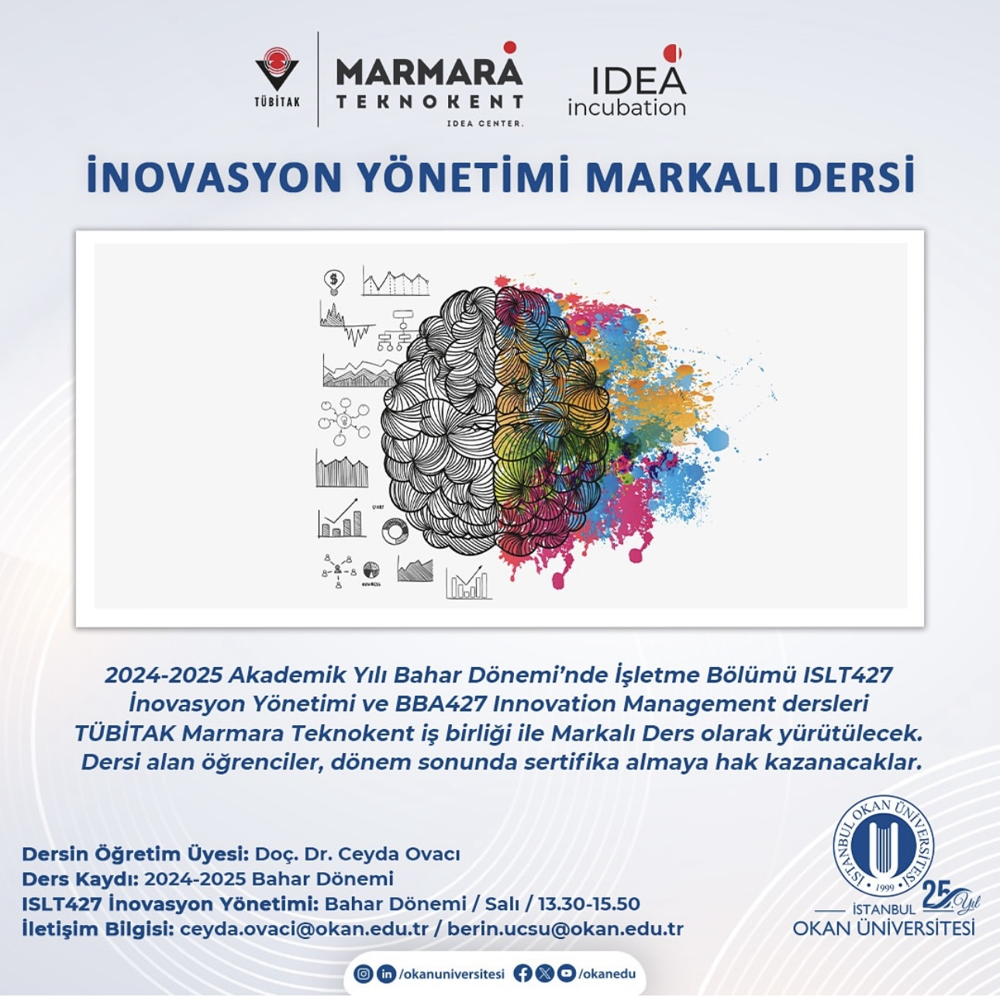 TÜBİTAK
MARMARA
TEKNOKENT
IDEA CENTER.
IDEA
incubation
İNOVASYON YÖNETİMİ MARKALI DERSİ
$
START
BUSINESS
2024-2025 Akademik Yılı Bahar Dönemi'nde İşletme Bölümü ISLT427
İnovasyon Yönetimi ve BBA427 Innovation Management dersleri
TÜBİTAK Marmara Teknokent iş birliği ile Markalı Ders olarak yürütülecek.
Dersi alan öğrenciler, dönem sonunda sertifika almaya hak kazanacaklar.
Dersin Öğretim Üyesi: Doç. Dr. Ceyda Ovacı
Ders Kaydı: 2024-2025 Bahar Dönemi
ISLT427 İnovasyon Yönetimi: Bahar Dönemi / Salı / 13.30-15.50
İletişim Bilgisi: ceyda.ovaci@okan.edu.tr / berin.ucsu@okan.edu.tr
İSTANBUL OKAN ÜNİVERSİTESİ
1999
25. Yıl
İSTANBUL
OKAN ÜNİVERSİTESİ
/okanuniversitesi /okanedu